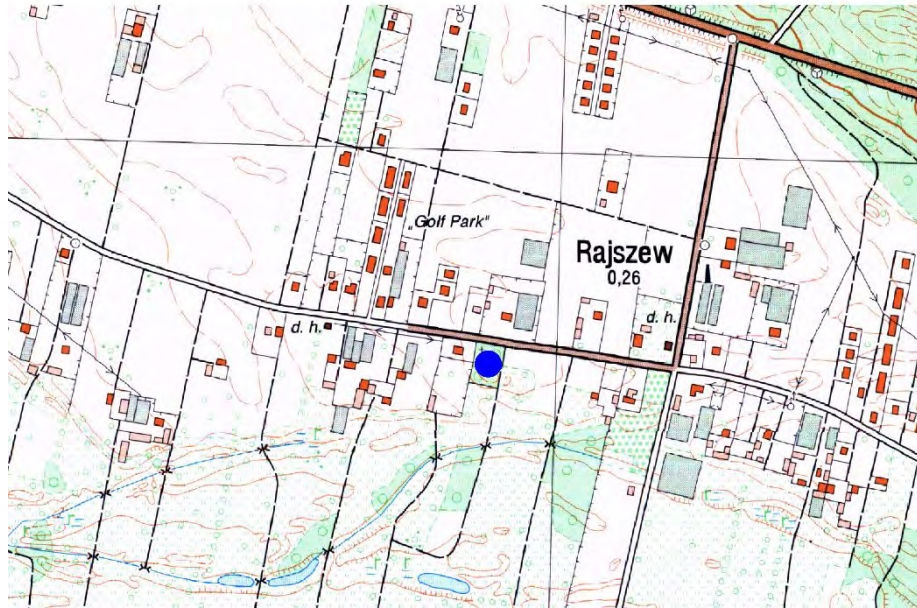 „Golf Park"
Rajszew
0,26
d. h.
d. h.